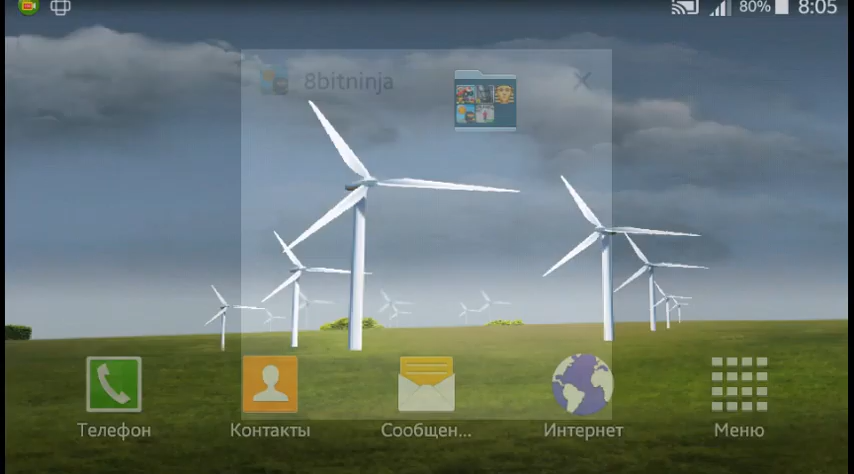 80% 8:05
8bitninja
Телефон
Контакты
Сообщен...
Интернет
Меню